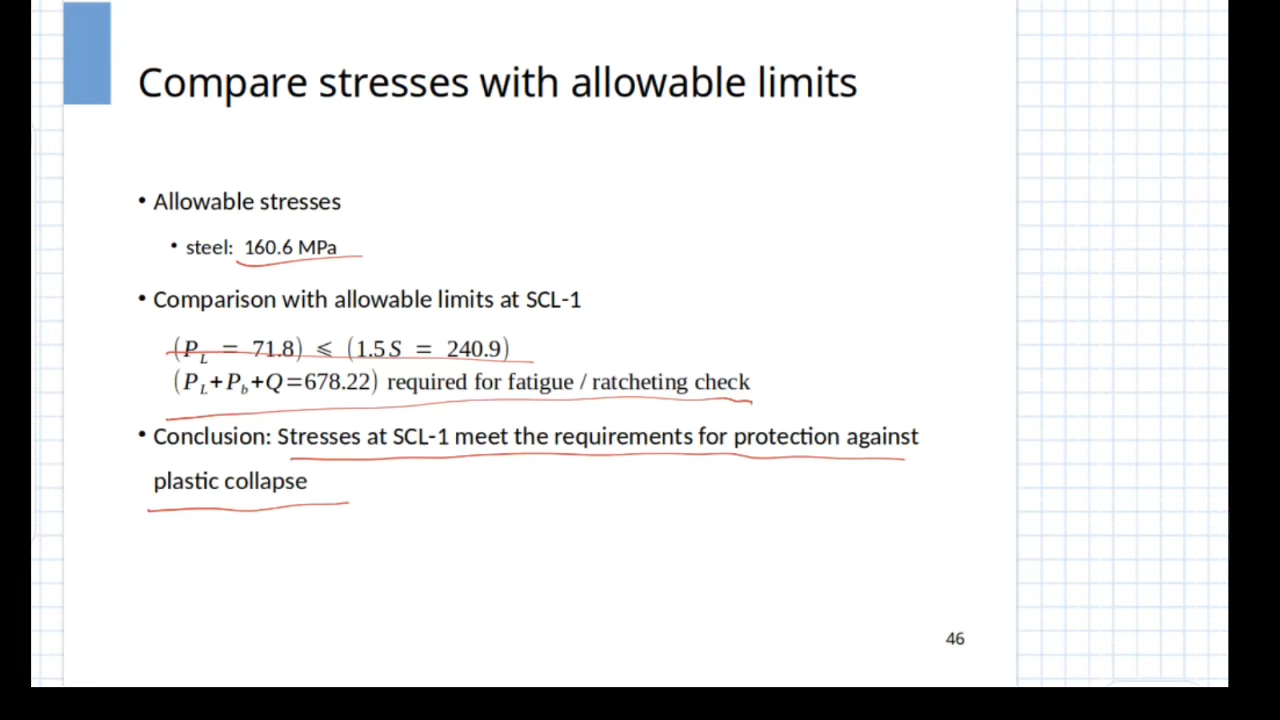 Compare stresses with allowable limits
• Allowable stresses
• steel: 160.6 MPa
• Comparison with allowable limits at SCL-1
(P_L = 71.8) ⩽ (1.5 S = 240.9)
(P_L+P_b+Q=678.22) required for fatigue / ratcheting check
• Conclusion: Stresses at SCL-1 meet the requirements for protection against
plastic collapse
46